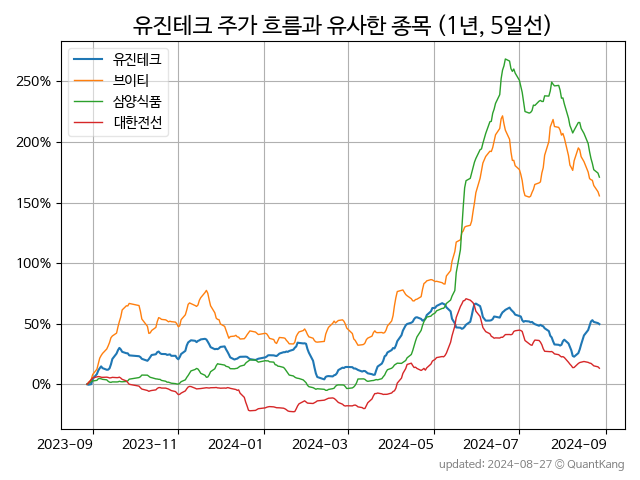 유진테크 주가 흐름과 유사한 종목 (1년, 5일선)
유진테크
브이티
삼양식품
대한전선
250%
200%
150%
100%
50%
0%
2023-09 2023-11 2024-01 2024-03 2024-05 2024-07 2024-09
updated: 2024-08-27 © QuantKang